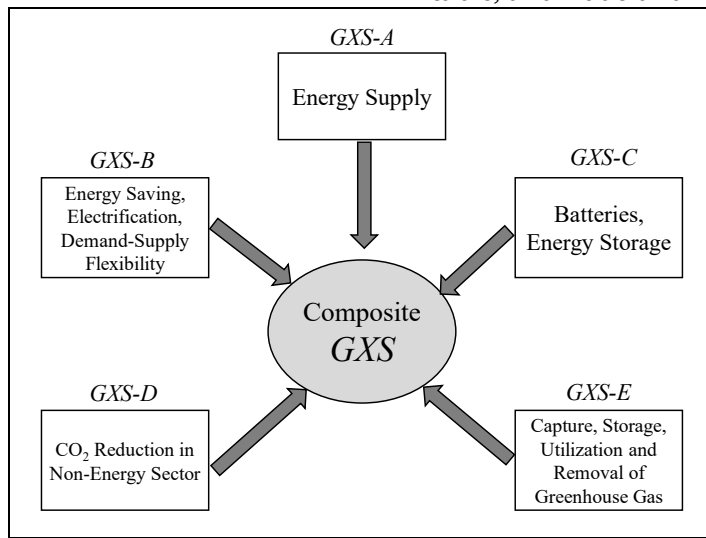 GXS-A
Energy Supply
GXS-B
Energy Saving,
Electrification,
Demand-Supply
Flexibility
GXS-C
Batteries,
Energy Storage
Composite
GXS
GXS-D
CO₂ Reduction in
Non-Energy Sector
GXS-E
Capture, Storage,
Utilization and
Removal of
Greenhouse Gas